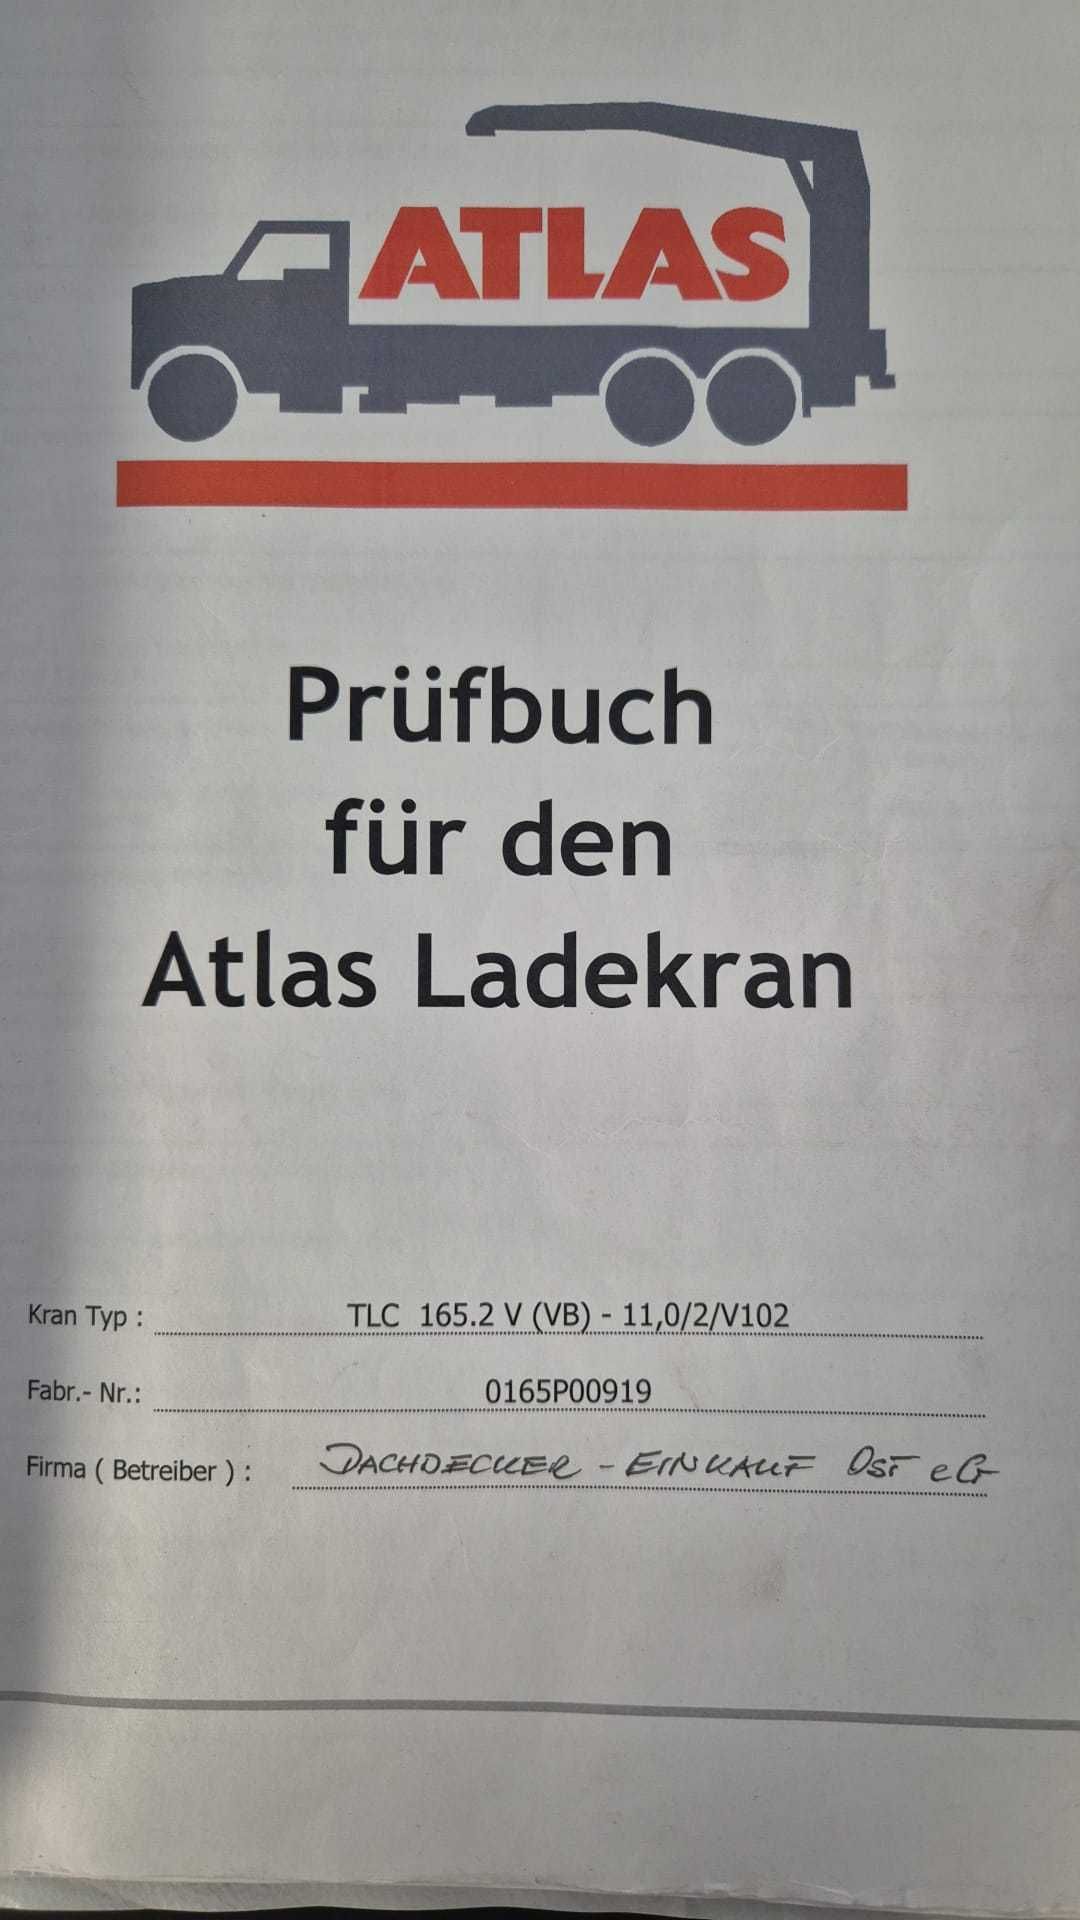 ATLAS
Prüfbuch
für den
Atlas Ladekran
Kran Typ : TLC 165.2 V (VB) - 11,0/2/V102
Fabr.- Nr.: 0165P00919
Firma ( Betreiber ) : DACHDECKER - EINKAUF OST eG